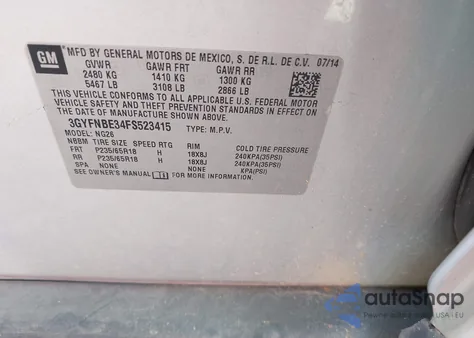 GM
MFD BY GENERAL MOTORS DE MEXICO, S. DE R.L. DE C.V. 07/14
GVWR GAWR FRT GAWR RR
2480 KG 1410 KG 1300 KG
5467 LB 3108 LB 2866 LB
THIS VEHICLE CONFORMS TO ALL APPLICABLE U.S. FEDERAL MOTOR
VEHICLE SAFETY AND THEFT PREVENTION STANDARDS IN EFFECT ON THE
DATE OF MANUFACTURE SHOWN ABOVE.
3GYFNBE34FS523415 TYPE: M.P.V.
MODEL: NG26
NBBM TIRE SIZE SPEED RTG RIM COLD TIRE PRESSURE
FRT P235/65R18 H 18X8J 240KPA(35PSI)
RR P235/65R18 H 18X8J 240KPA(35PSI)
SPA NONE NONE KPA(PSI)
SEE OWNER'S MANUAL FOR MORE INFORMATION.
autoSnap